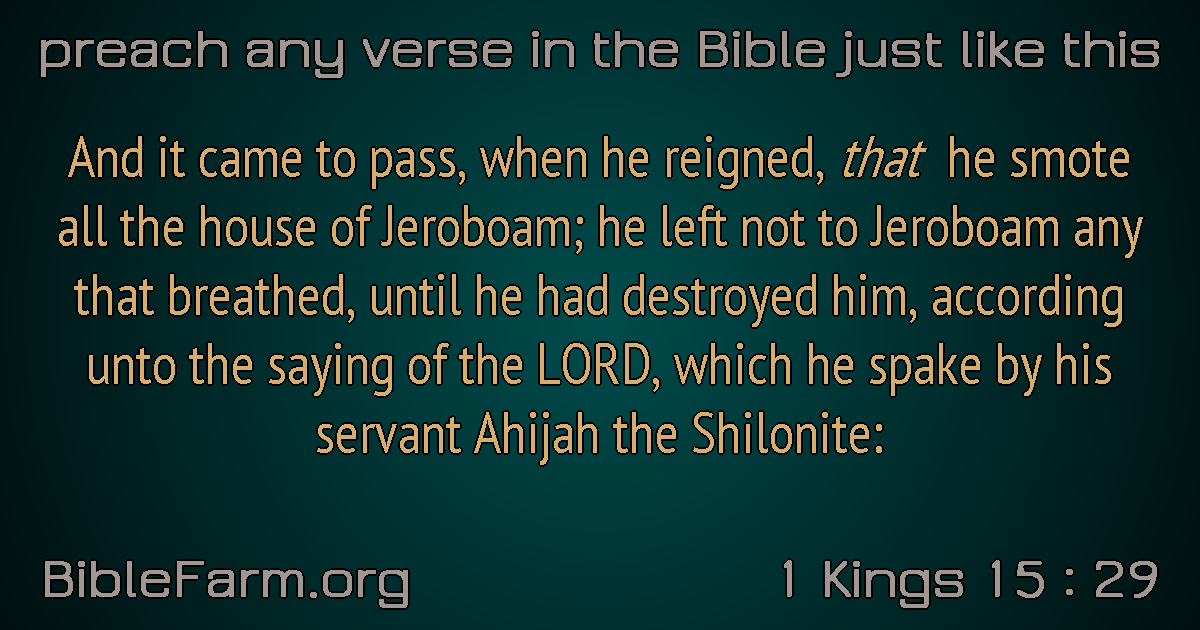 preach any verse in the Bible just like this
And it came to pass, when he reigned, that he smote
all the house of Jeroboam; he left not to Jeroboam any
that breathed, until he had destroyed him, according
unto the saying of the LORD, which he spake by his
servant Ahijah the Shilonite:
BibleFarm.org
1 Kings 15 : 29